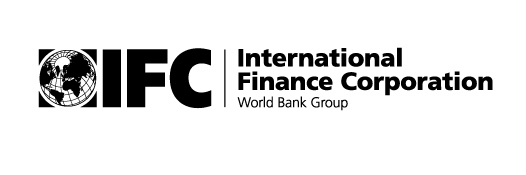 IFC
International
Finance Corporation
World Bank Group